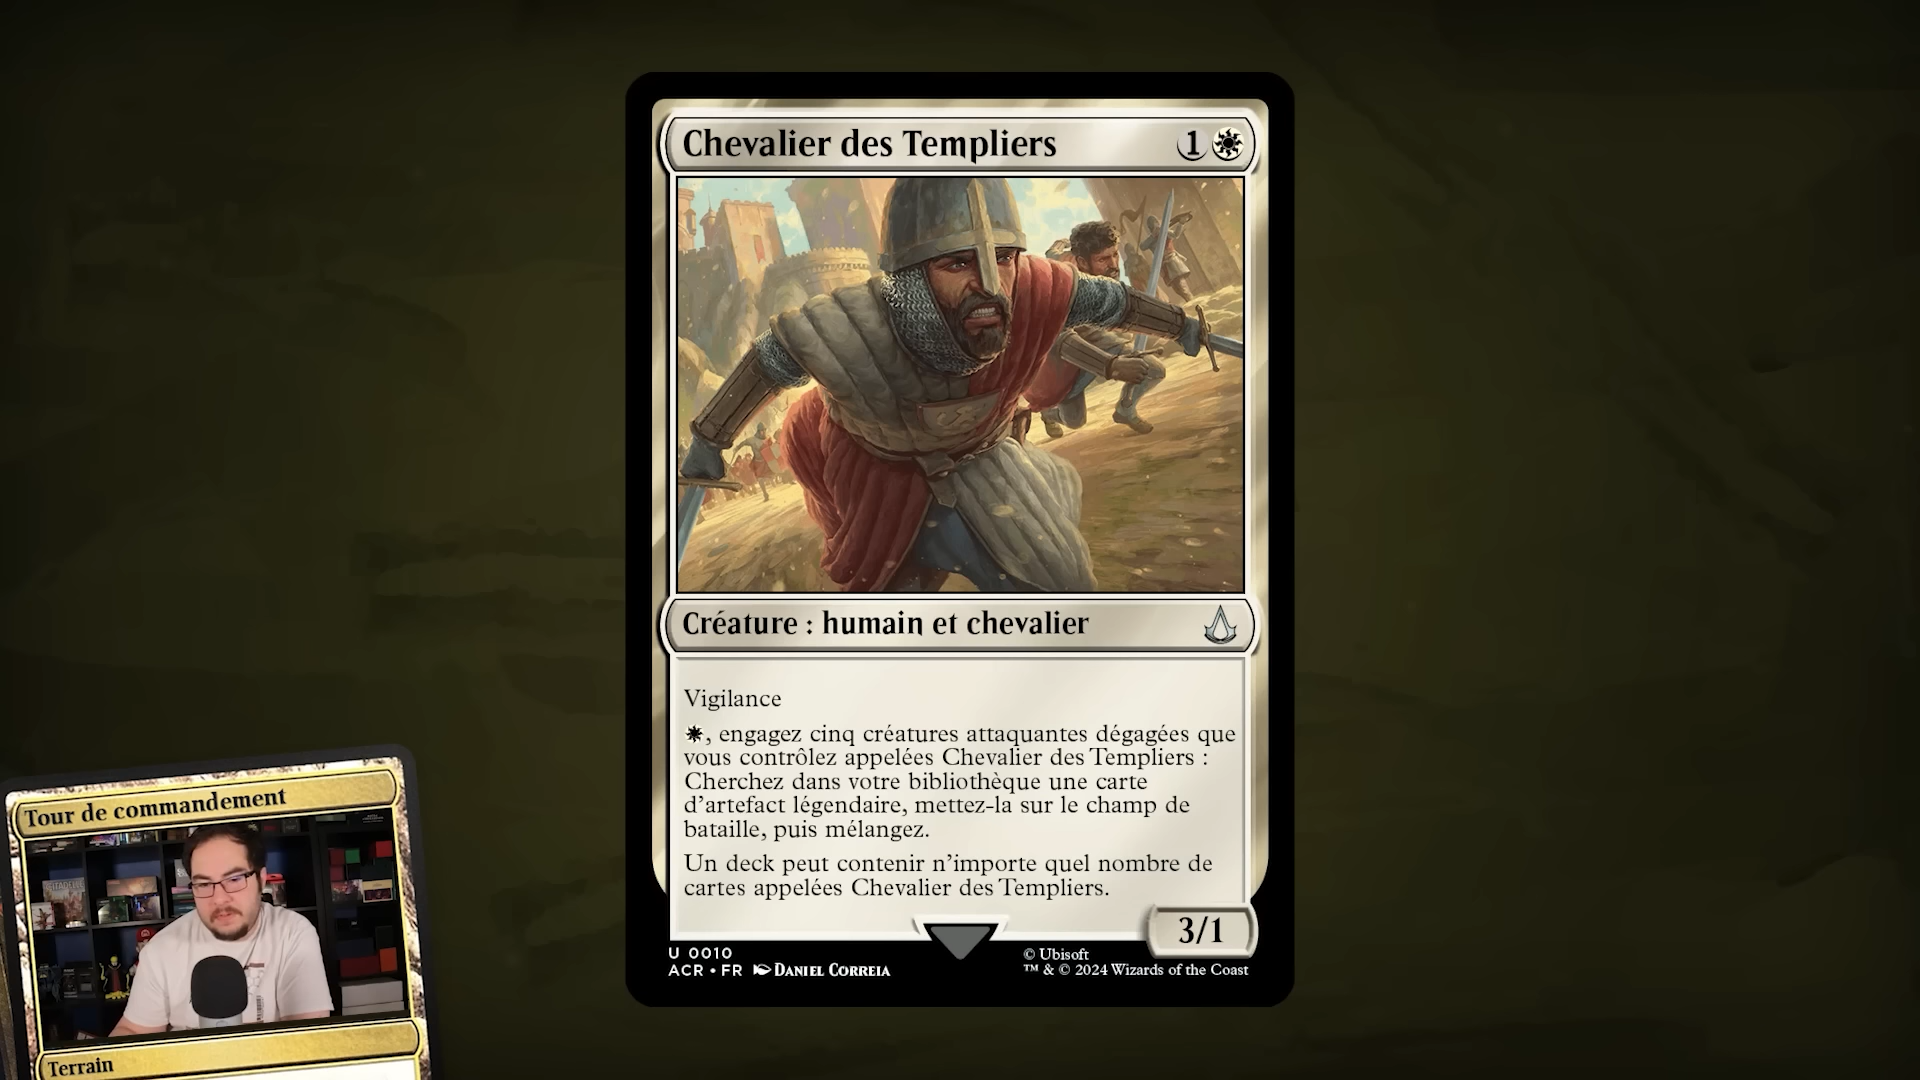 Chevalier des Templiers
1
Créature : humain et chevalier
Vigilance
, engagez cinq créatures attaquantes dégagées que
vous contrôlez appelées Chevalier des Templiers :
Cherchez dans votre bibliothèque une carte
d'artefact légendaire, mettez-la sur le champ de
bataille, puis mélangez.
Un deck peut contenir n'importe quel nombre de
cartes appelées Chevalier des Templiers.
3/1
U 0010
ACR • FR DANIEL CORREIA
© Ubisoft
™ & © 2024 Wizards of the Coast
Tour de commandement
Terrain